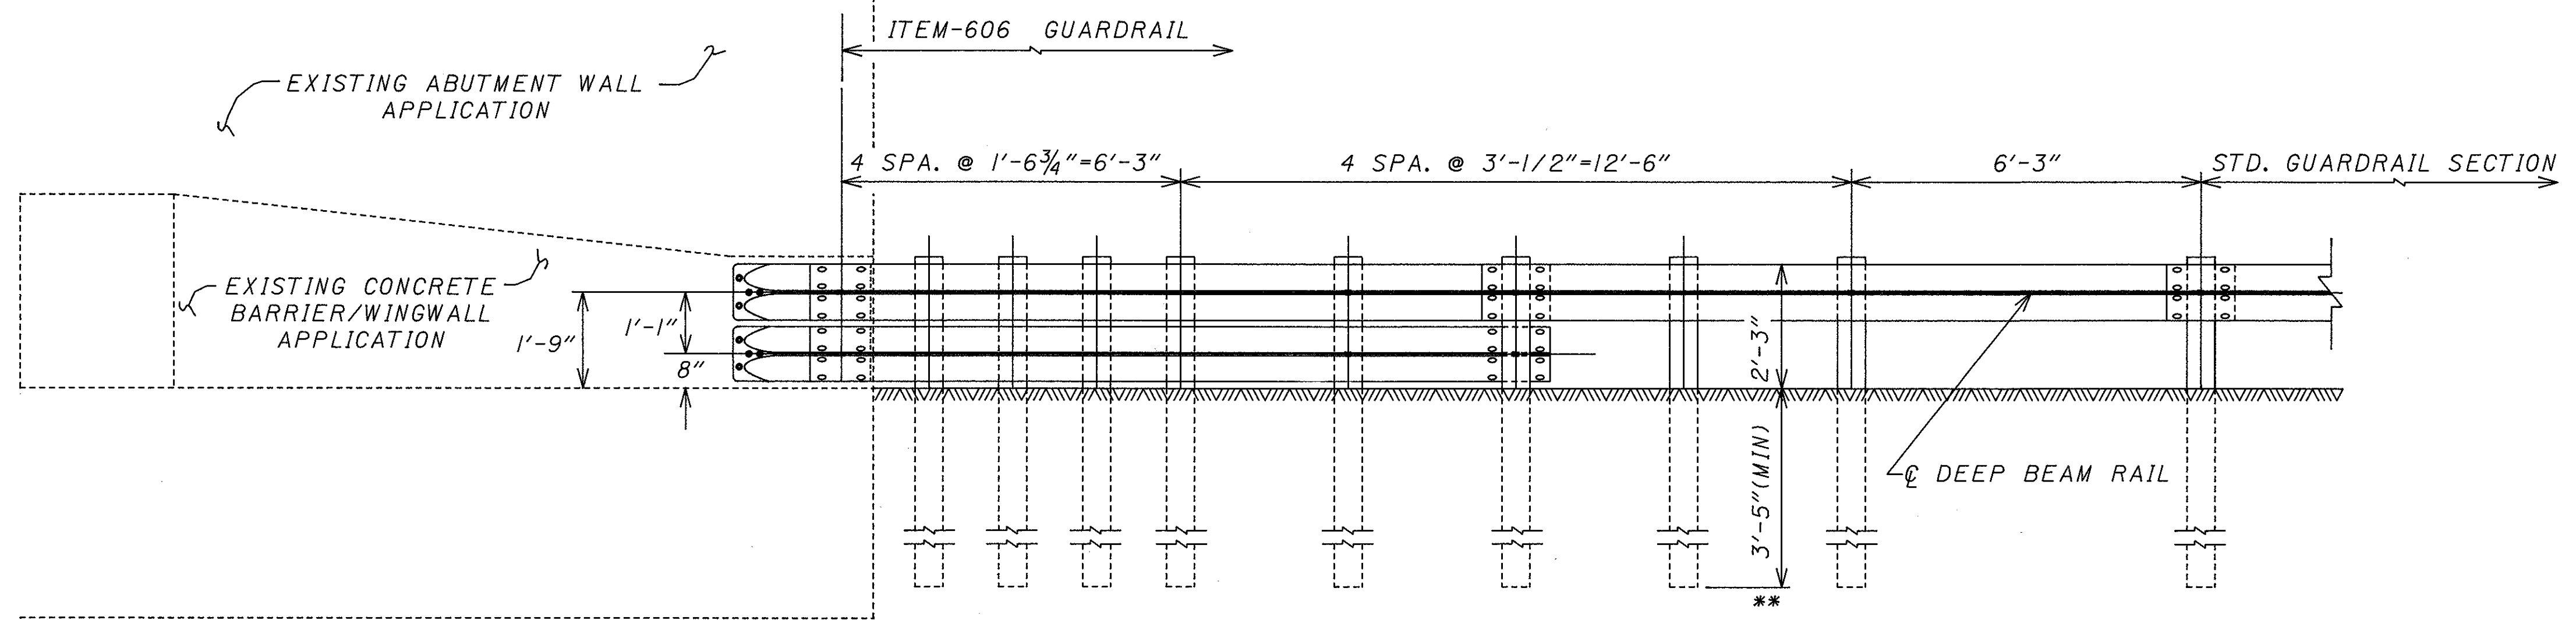 ITEM-606 GUARDRAIL
EXISTING ABUTMENT WALL
APPLICATION
4 SPA. @ 1'-6¾"=6'-3"
4 SPA. @ 3'-1/2"=12'-6"
6'-3"
STD. GUARDRAIL SECTION
EXISTING CONCRETE
BARRIER/WINGWALL
APPLICATION
1'-9"
1'-1"
8"
2'-3"
3'-5"(MIN)
℄ DEEP BEAM RAIL
**